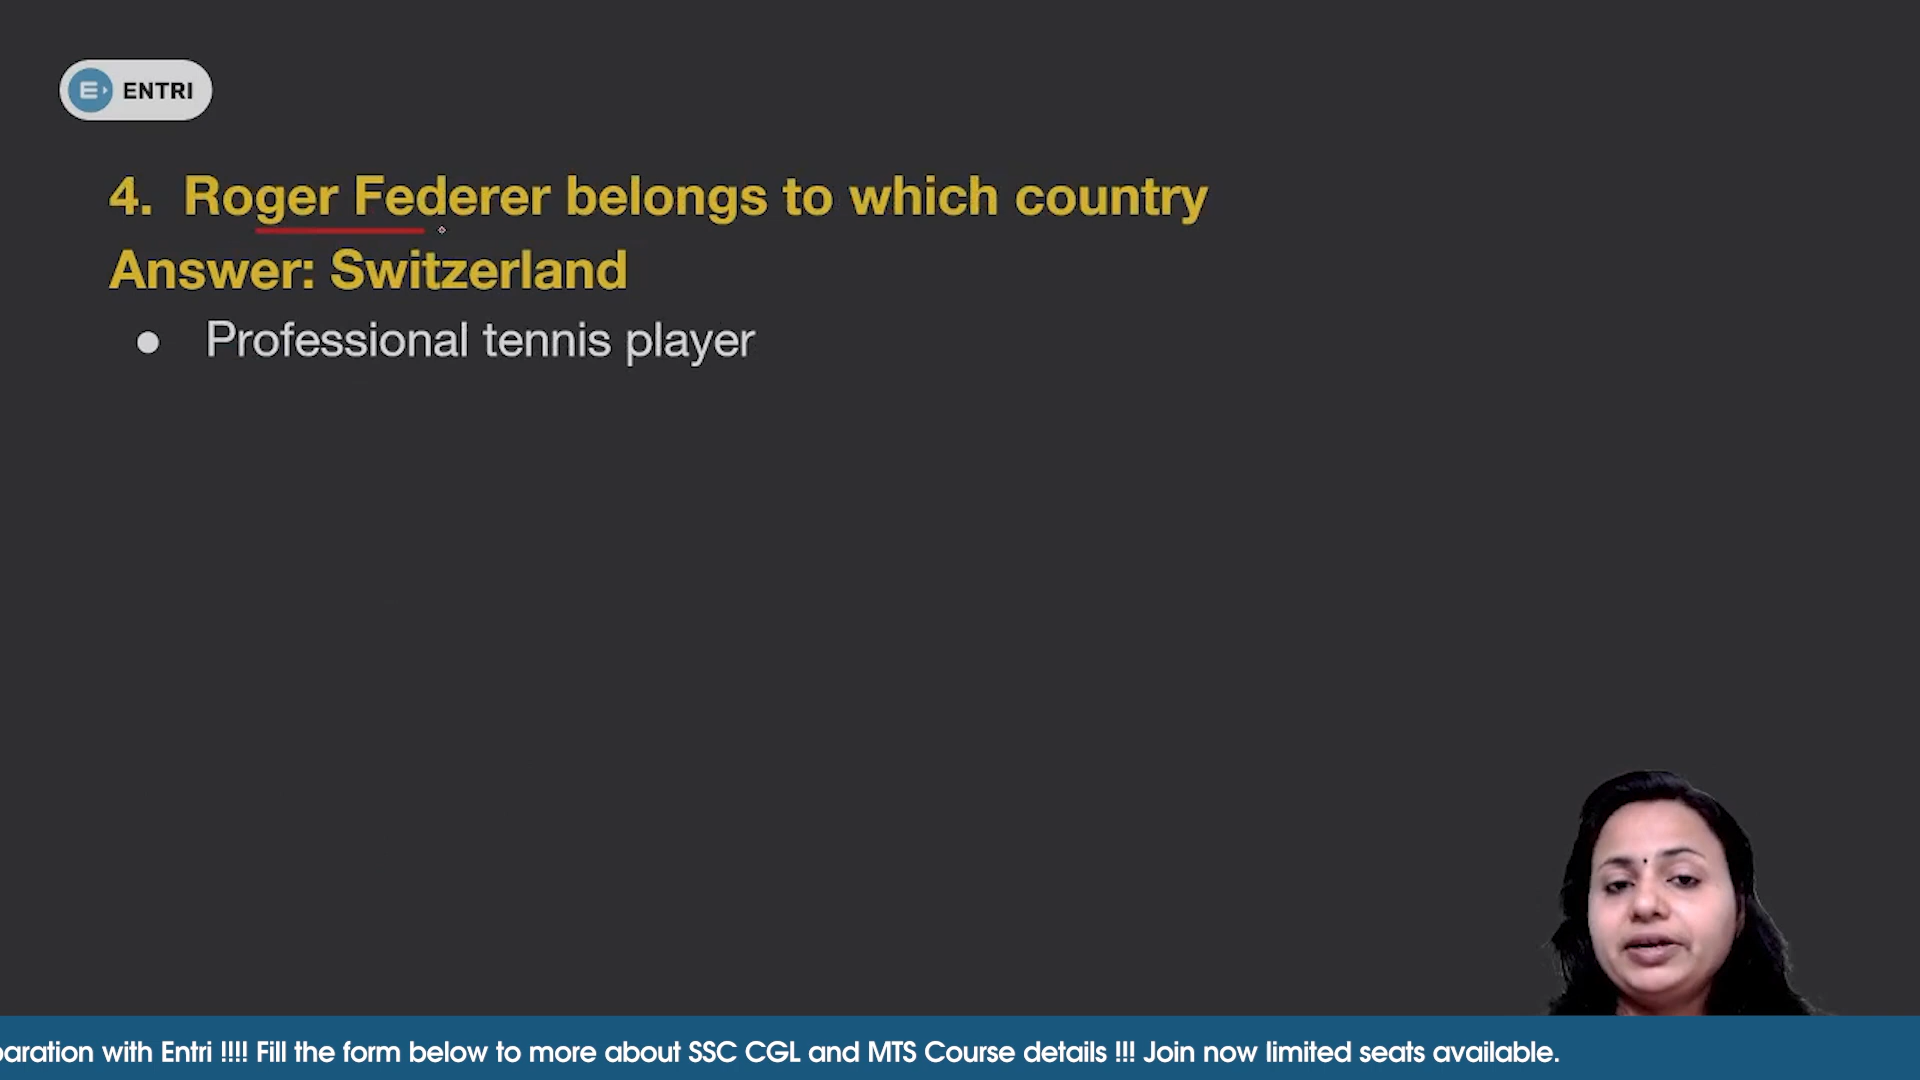 ENTRI
4. Roger Federer belongs to which country
Answer: Switzerland
● Professional tennis player
paration with Entri !!!! Fill the form below to more about SSC CGL and MTS Course details !!! Join now limited seats available.